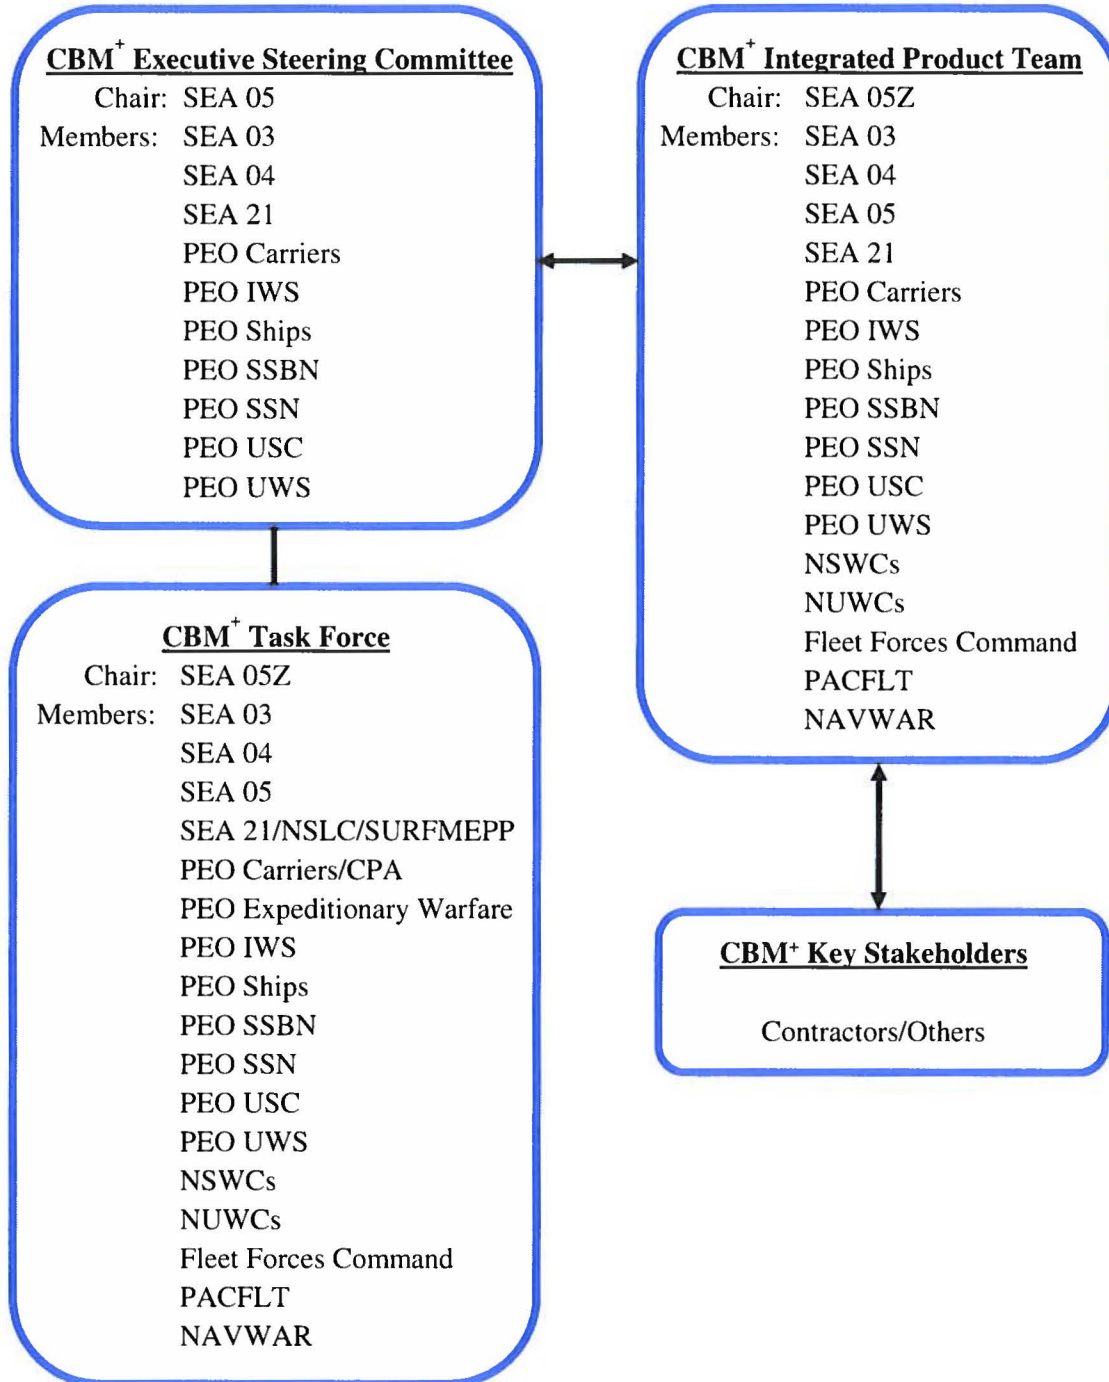 CBM+ Executive Steering Committee
Chair: SEA 05
Members: SEA 03
SEA 04
SEA 21
PEO Carriers
PEO IWS
PEO Ships
PEO SSBN
PEO SSN
PEO USC
PEO UWS
CBM+ Integrated Product Team
Chair: SEA 05Z
Members: SEA 03
SEA 04
SEA 05
SEA 21
PEO Carriers
PEO IWS
PEO Ships
PEO SSBN
PEO SSN
PEO USC
PEO UWS
NSWCs
NUWCs
Fleet Forces Command
PACFLT
NAVWAR
CBM+ Task Force
Chair: SEA 05Z
Members: SEA 03
SEA 04
SEA 05
SEA 21/NSLC/SURFMEPP
PEO Carriers/CPA
PEO Expeditionary Warfare
PEO IWS
PEO Ships
PEO SSBN
PEO SSN
PEO USC
PEO UWS
NSWCs
NUWCs
Fleet Forces Command
PACFLT
NAVWAR
CBM+ Key Stakeholders
Contractors/Others